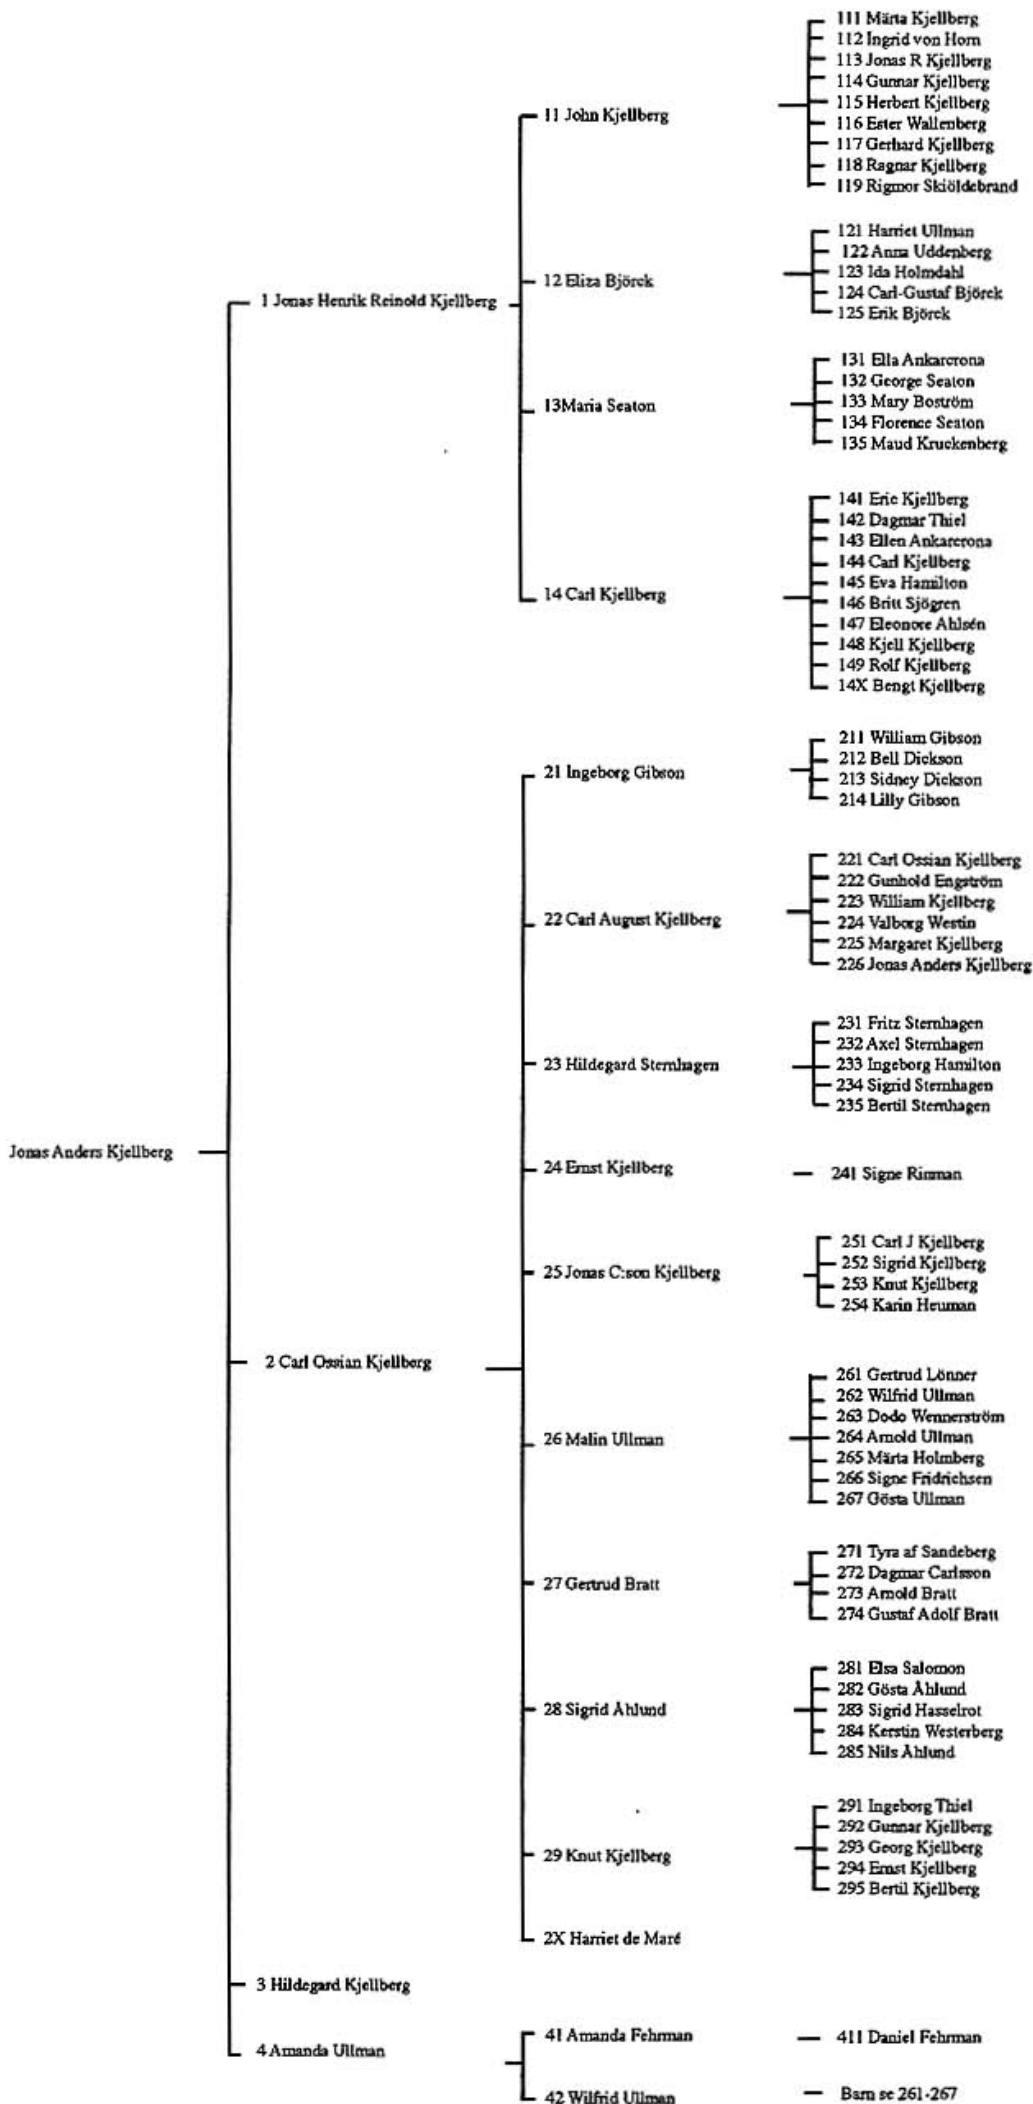 111 Märta Kjellberg
112 Ingrid von Horn
113 Jonas R Kjellberg
114 Gunnar Kjellberg
11 John Kjellberg
115 Herbert Kjellberg
116 Ester Wallenberg
117 Gerhard Kjellberg
118 Ragnar Kjellberg
119 Rigmor Skiöldebrand
121 Harriet Ullman
122 Anna Uddenberg
12 Eliza Björck
123 Ida Holmdahl
124 Carl-Gustaf Björck
1 Jonas Henrik Reinold Kjellberg
125 Erik Björck
131 Ella Ankarcrona
132 George Seaton
13Maria Seaton
133 Mary Boström
134 Florence Seaton
135 Maud Kruckenberg
141 Eric Kjellberg
142 Dagmar Thiel
143 Ellen Ankarcrona
144 Carl Kjellberg
145 Eva Hamilton
14 Carl Kjellberg
146 Britt Sjögren
147 Eleonore Ahlsén
148 Kjell Kjellberg
149 Rolf Kjellberg
14X Bengt Kjellberg
211 William Gibson
212 Bell Dickson
21 Ingeborg Gibson
213 Sidney Dickson
214 Lilly Gibson
221 Carl Ossian Kjellberg
222 Gunhold Engström
223 William Kjellberg
22 Carl August Kjellberg
224 Valborg Westin
225 Margaret Kjellberg
226 Jonas Anders Kjellberg
231 Fritz Sternhagen
232 Axel Sternhagen
23 Hildegard Sternhagen
233 Ingeborg Hamilton
234 Sigrid Sternhagen
235 Bertil Sternhagen
Jonas Anders Kjellberg
24 Ernst Kjellberg
241 Signe Rinman
251 Carl J Kjellberg
252 Sigrid Kjellberg
25 Jonas C:son Kjellberg
253 Knut Kjellberg
254 Karin Heuman
2 Carl Ossian Kjellberg
261 Gertrud Lönner
262 Wilfrid Ullman
263 Dodo Wennerström
26 Malin Ullman
264 Arnold Ullman
265 Märta Holmberg
266 Signe Fridrichsen
267 Gösta Ullman
271 Tyra af Sandeberg
272 Dagmar Carlsson
27 Gertrud Bratt
273 Arnold Bratt
274 Gustaf Adolf Bratt
281 Elsa Salomon
282 Gösta Åhlund
28 Sigrid Åhlund
283 Sigrid Hasselrot
284 Kerstin Westerberg
285 Nils Åhlund
291 Ingeborg Thiel
292 Gunnar Kjellberg
29 Knut Kjellberg
293 Georg Kjellberg
294 Ernst Kjellberg
295 Bertil Kjellberg
2X Harriet de Maré
3 Hildegard Kjellberg
41 Amanda Fehrman
411 Daniel Fehrman
4 Amanda Ullman
42 Wilfrid Ullman
Barn se 261-267